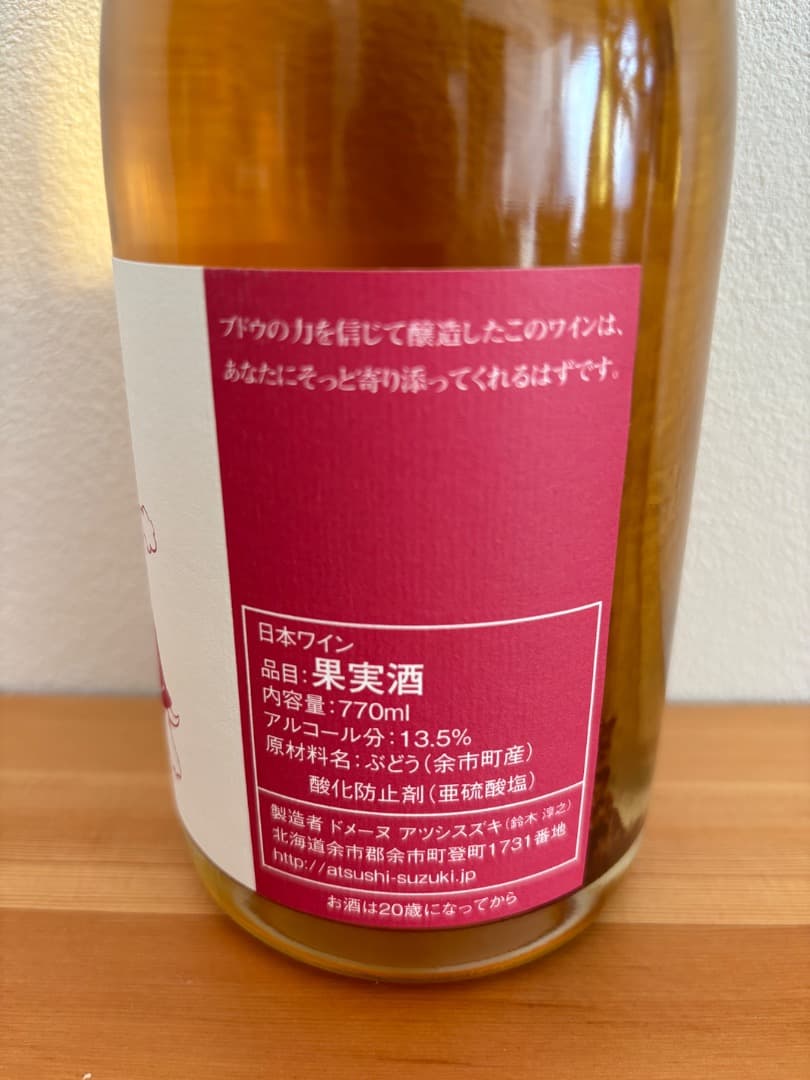 ブドウの力を信じて醸造したこのワインは、
あなたにそっと寄り添ってくれるはずです。
日本ワイン
品目：果実酒
内容量：770ml
アルコール分：13.5%
原材料名：ぶどう（余市町産）
酸化防止剤（亜硫酸塩）
製造者 ドメーヌ アツシスズキ（鈴木 淳之）
北海道余市郡余市町登町1731番地
http://atsushi-suzuki.jp
お酒は20歳になってから